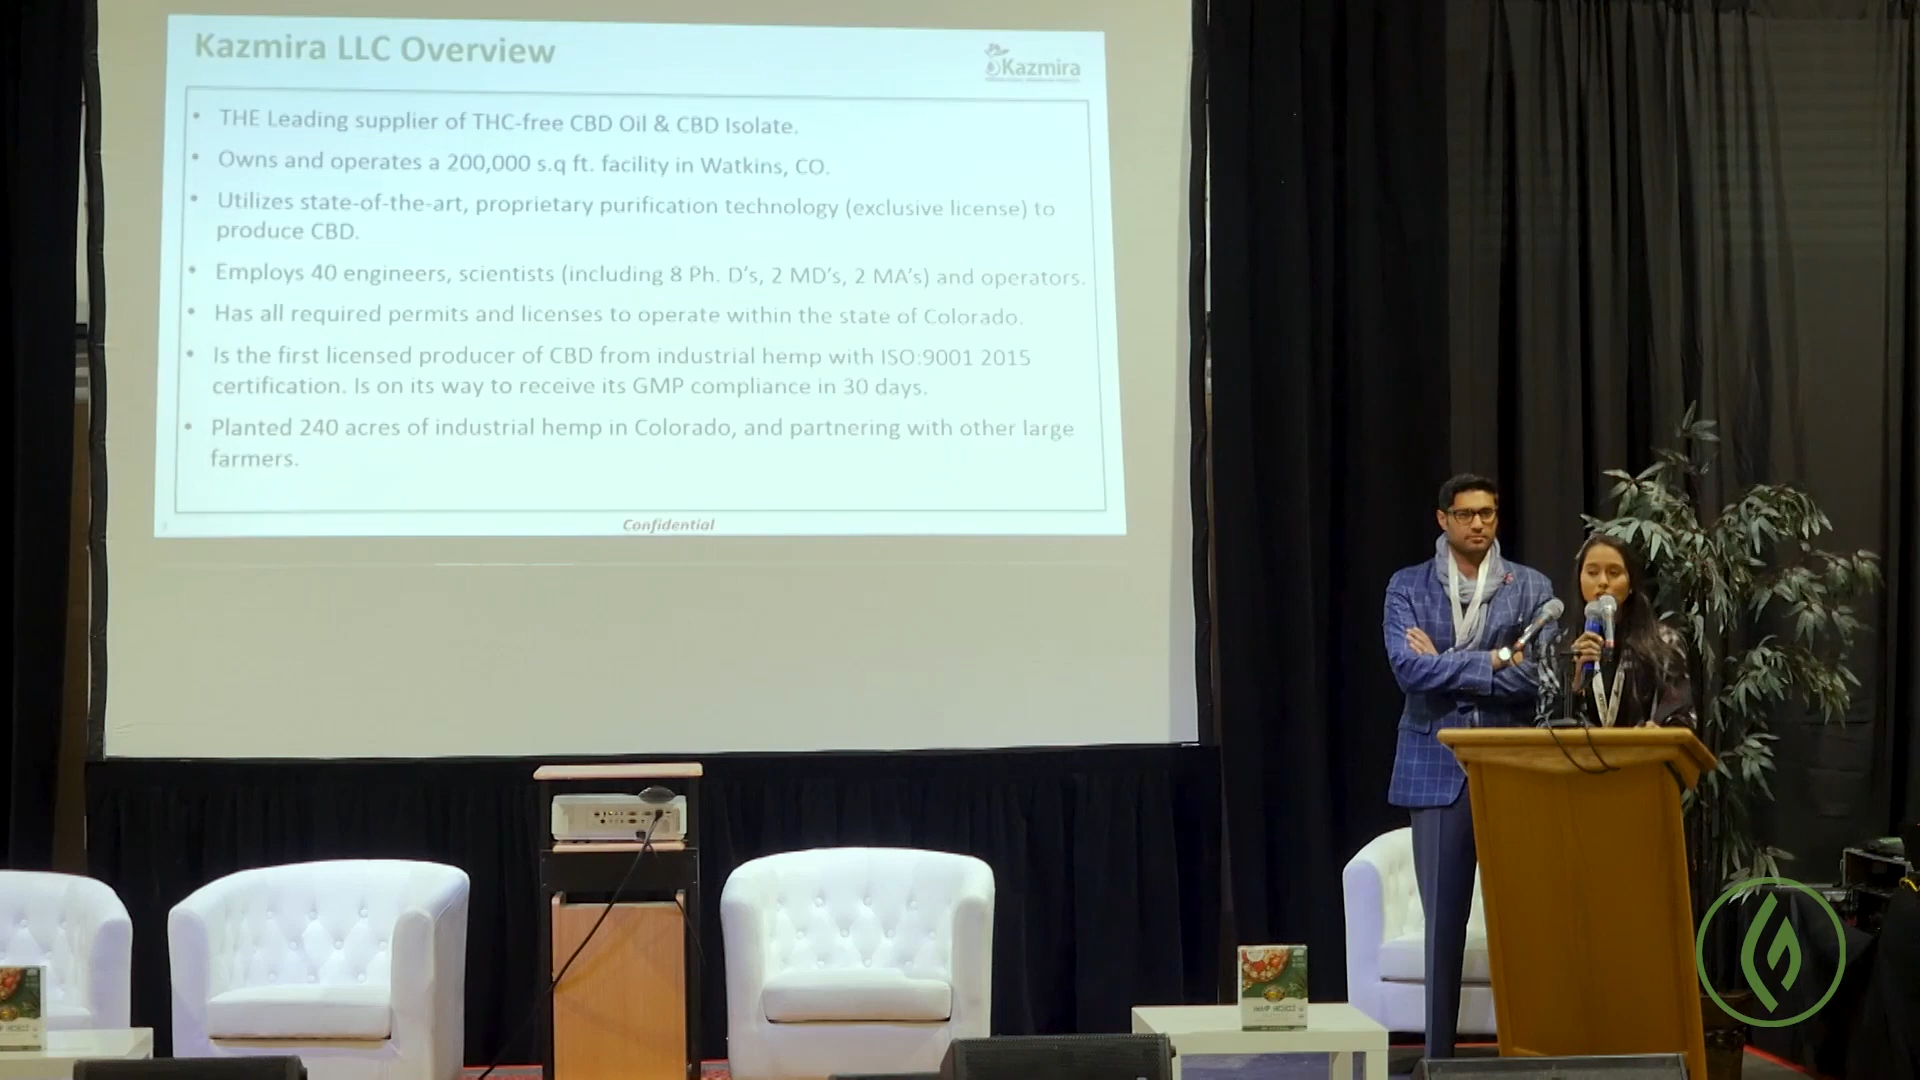 Kazmira LLC Overview
Kazmira
• THE Leading supplier of THC-free CBD Oil & CBD Isolate.
• Owns and operates a 200,000 s.q ft. facility in Watkins, CO.
• Utilizes state-of-the-art, proprietary purification technology (exclusive license) to
produce CBD.
• Employs 40 engineers, scientists (including 8 Ph. D's, 2 MD's, 2 MA's) and operators.
• Has all required permits and licenses to operate within the state of Colorado.
• Is the first licensed producer of CBD from industrial hemp with ISO:9001 2015
certification. Is on its way to receive its GMP compliance in 30 days.
• Planted 240 acres of industrial hemp in Colorado, and partnering with other large
farmers.
Confidential